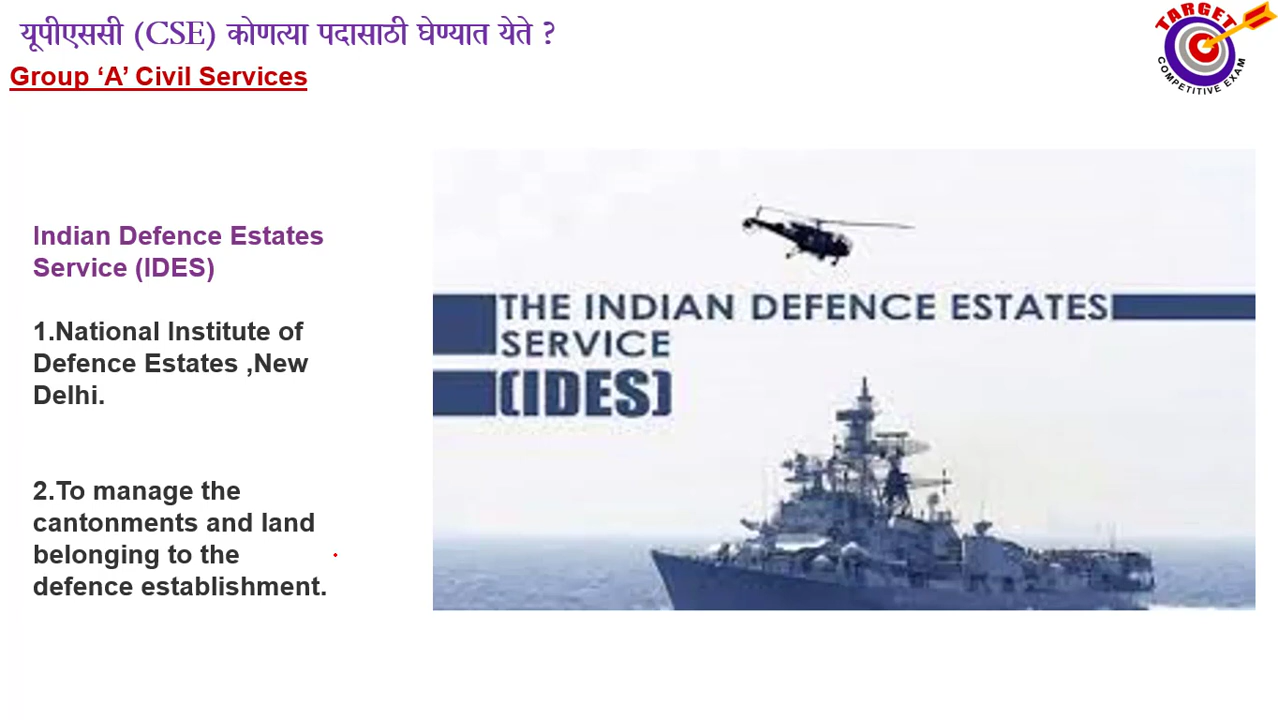 यूपीएससी (CSE) कोणत्या पदासाठी घेण्यात येते ?
Group ‘A’ Civil Services
TARGET
COMPETITIVE EXAM
Indian Defence Estates
Service (IDES)
1.National Institute of
Defence Estates ,New
Delhi.
2.To manage the
cantonments and land
belonging to the
defence establishment.
THE INDIAN DEFENCE ESTATES
SERVICE
(IDES)